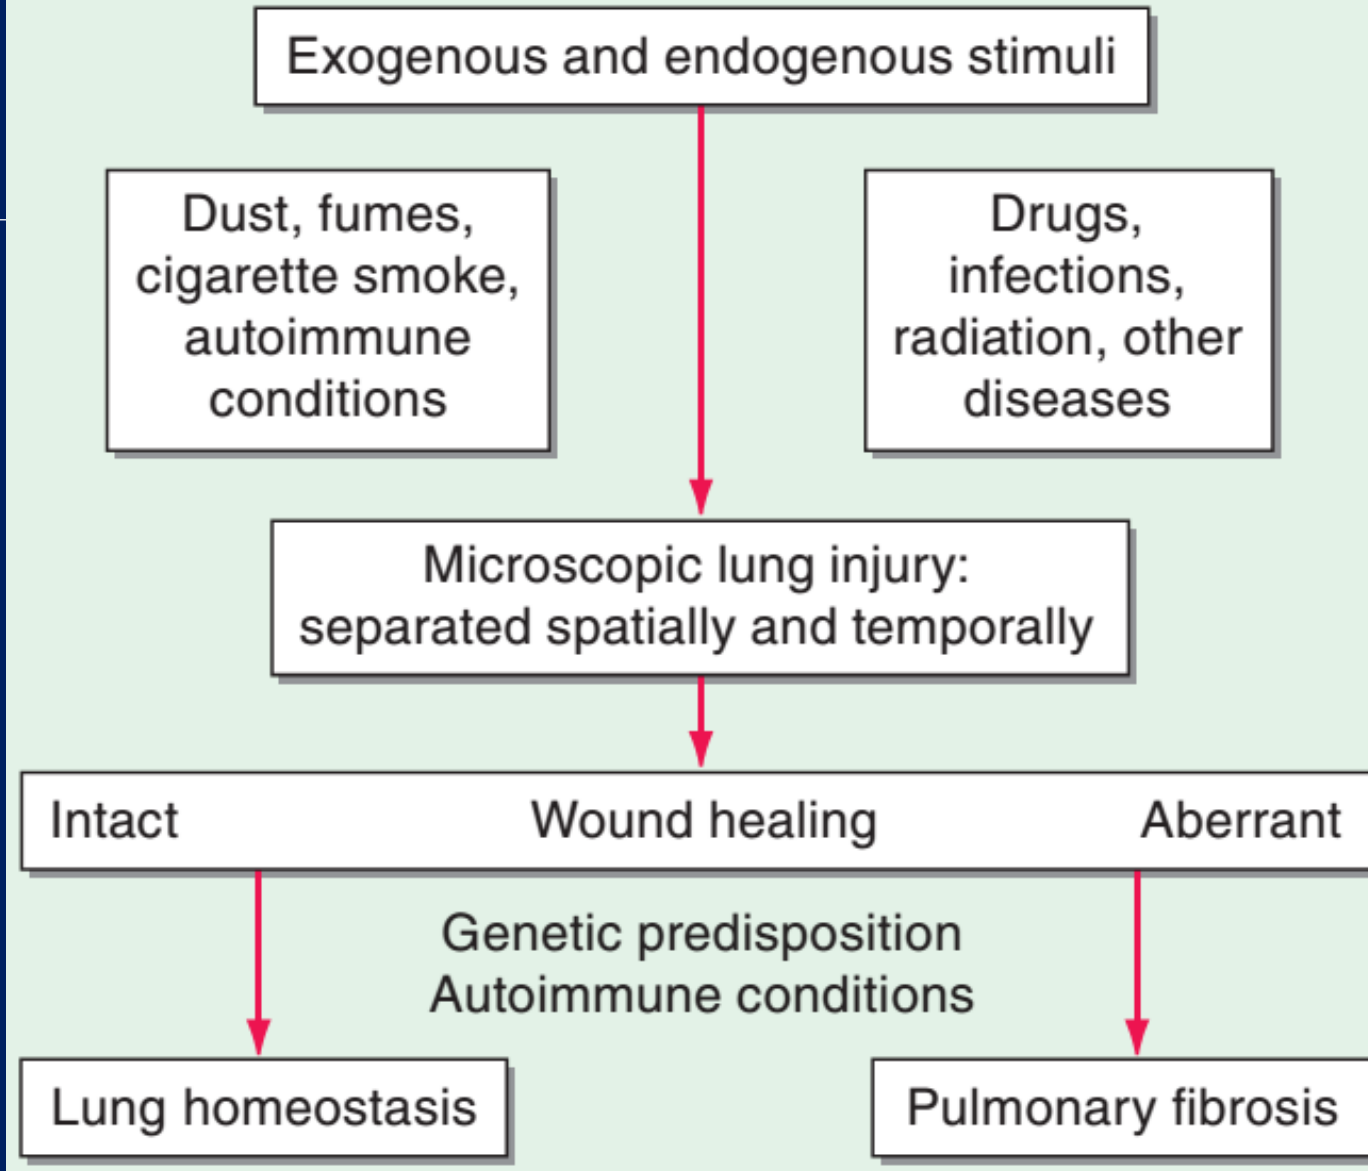 Exogenous and endogenous stimuli
Dust, fumes,
cigarette smoke,
autoimmune
conditions
Drugs,
infections,
radiation, other
diseases
Microscopic lung injury:
separated spatially and temporally
Intact Wound healing Aberrant
Genetic predisposition
Autoimmune conditions
Lung homeostasis
Pulmonary fibrosis